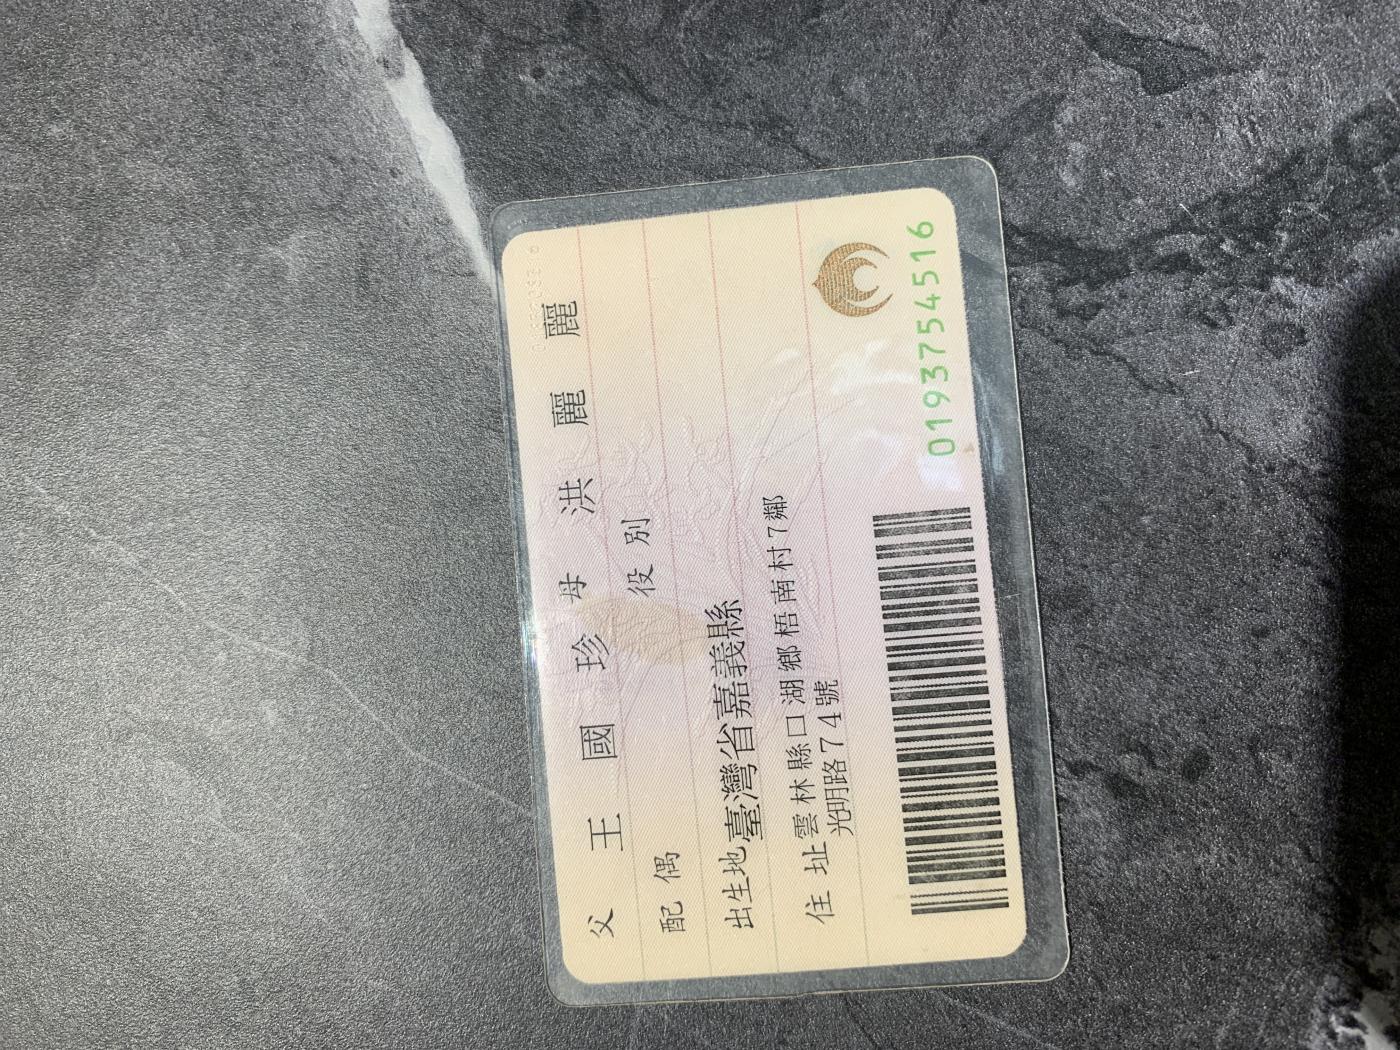 父 王國珍 母 洪麗麗
配偶 役別
出生地 臺灣省嘉義縣
住址 雲林縣口湖鄉梧南村7鄰
光明路74號
0193754516